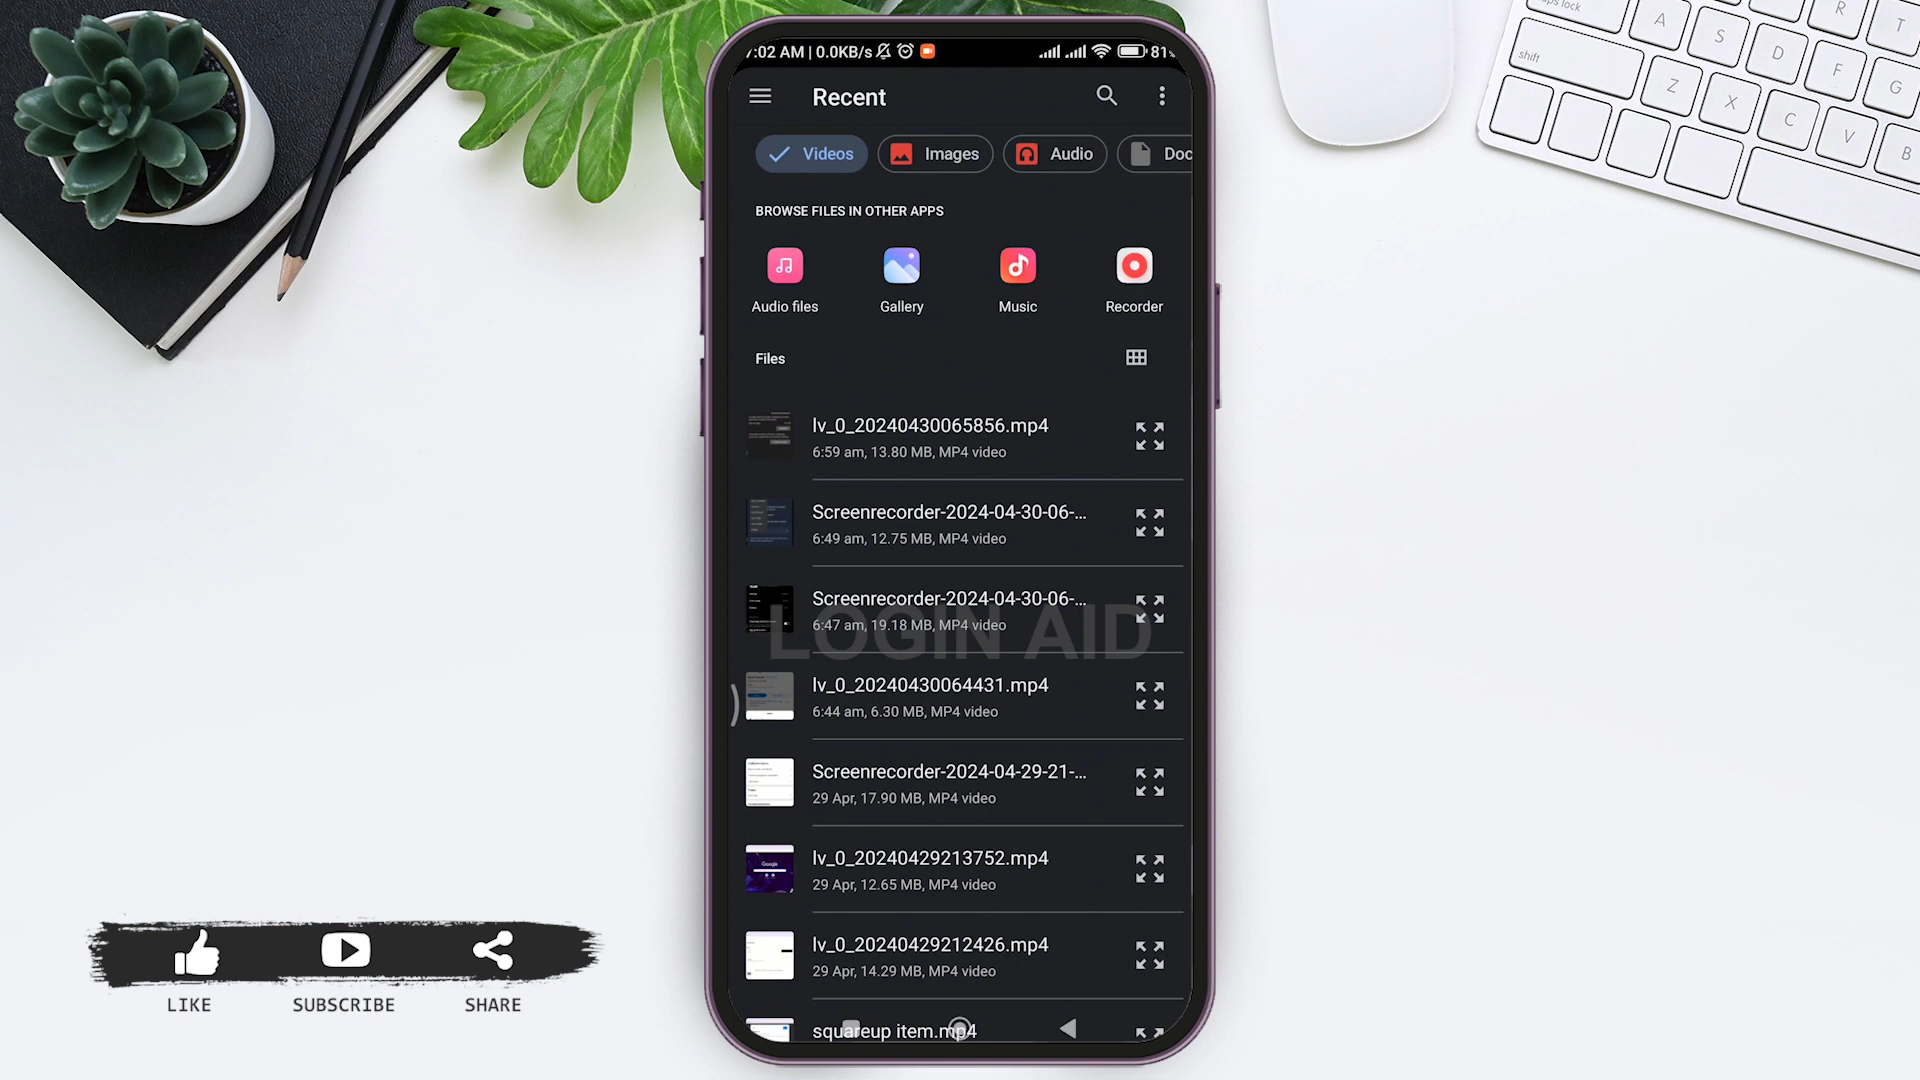 :02 AM | 0.0KB/s
81
Recent
Videos
Images
Audio
Doc
BROWSE FILES IN OTHER APPS
Audio files
Gallery
Music
Recorder
Files
lv_0_20240430065856.mp4
6:59 am, 13.80 MB, MP4 video
Screenrecorder-2024-04-30-06-...
6:49 am, 12.75 MB, MP4 video
Screenrecorder-2024-04-30-06-...
6:47 am, 19.18 MB, MP4 video
LOGIN AID
lv_0_20240430064431.mp4
6:44 am, 6.30 MB, MP4 video
Screenrecorder-2024-04-29-21-...
29 Apr, 17.90 MB, MP4 video
lv_0_20240429213752.mp4
29 Apr, 12.65 MB, MP4 video
lv_0_20240429212426.mp4
29 Apr, 14.29 MB, MP4 video
squareup item.mp4
LIKE
SUBSCRIBE
SHARE
caps lock
shift
A
S
D
F
G
Z
X
C
V
B
R
T